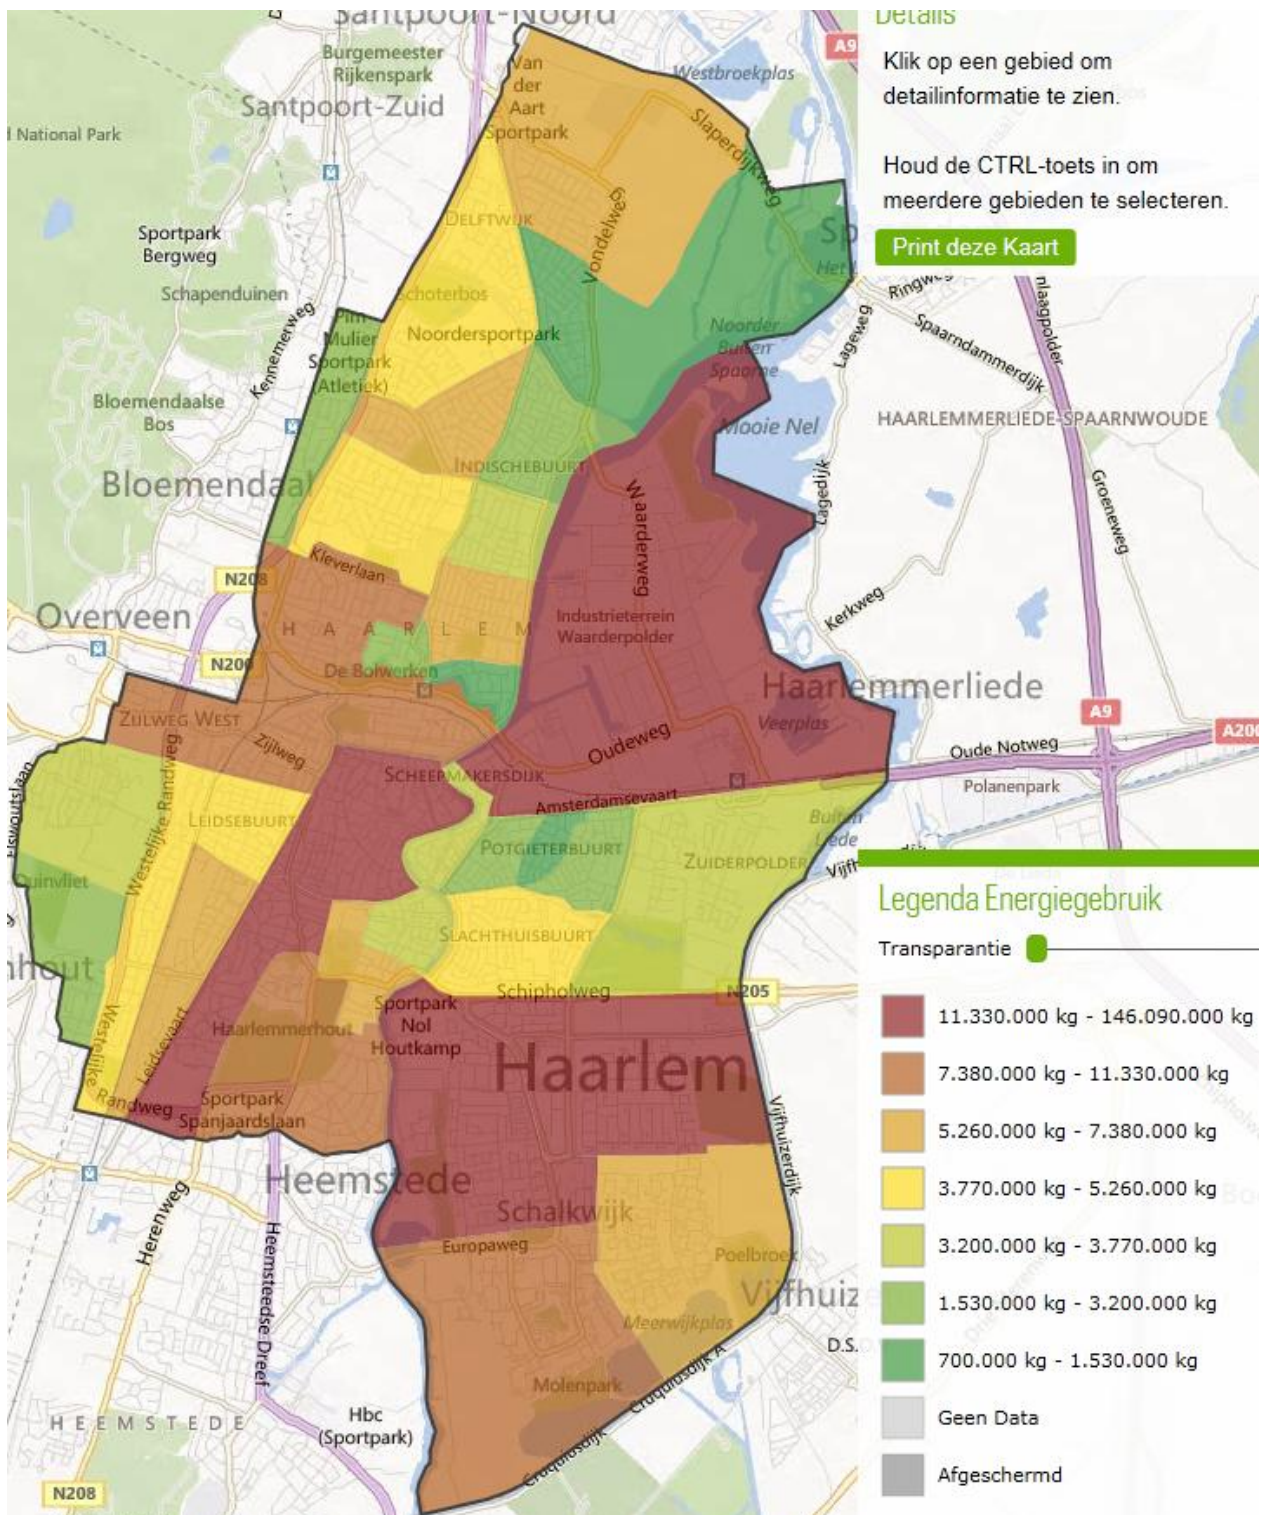 Santpoort-Noord
Burgemeester
Rijkenspark
Santpoort-Zuid
Van
der
Aart
Sportpark
Westbroekplas
A9
Slaperdijkweg
National Park
DELFTWIJK
Vondelweg
Sportpark
Bergweg
Schapenduinen
Schoterbos
Noordersportpark
Pim
Mulier
Sportpark
(Atletiek)
Kennemerweg
Noorder
Buiten
Spaarne
Ringweg
Lageweg
Spaarndammerdijk
Bloemendaalse
Bos
Mooie Nel
HAARLEMMERLIEDE-SPAARNWOUDE
Bloemendaal
INDISCHEBUURT
Waarderweg
Lagedijk
Groeneweg
Kleverlaan
N208
Overveen
HAARLEM
Industrieterrein
Waarderpolder
Kerkweg
N200
De Bolwerken
Haarlemmerliede
Veerplas
A9
ZIJLWEG WEST
Zijlweg
Oudeweg
Oude Notweg
Polanenpark
SCHEEPMAKERSDIJK
Amsterdamsevaart
Elswoutslaan
Westelijke Randweg
LEIDSEBUURT
POTGIETERBUURT
ZUIDERPOLDER
Buiten
Liede
Duinvliet
SLACHTHUISBUURT
Schipholweg
N205
Sportpark
Nol
Houtkamp
Haarlemmerhout
Leidsevaart
Westelijke
Randweg
Sportpark
Spanjaardslaan
Haarlem
Vijfhuizerdijk
Heemstede
Schalkwijk
Europaweg
Poelbroek
Herenweg
Heemsteedse Dreef
Meerwijkplas
Molenpark
Cruquiusdijk A
Cruquiusdijk
D.S.
HEEMSTEDE
Hbc
(Sportpark)
N208
Details
Klik op een gebied om
detailinformatie te zien.
Houd de CTRL-toets in om
meerdere gebieden te selecteren.
Print deze Kaart
Legenda Energiegebruik
Transparantie
11.330.000 kg - 146.090.000 kg
7.380.000 kg - 11.330.000 kg
5.260.000 kg - 7.380.000 kg
3.770.000 kg - 5.260.000 kg
3.200.000 kg - 3.770.000 kg
1.530.000 kg - 3.200.000 kg
700.000 kg - 1.530.000 kg
Geen Data
Afgeschermd